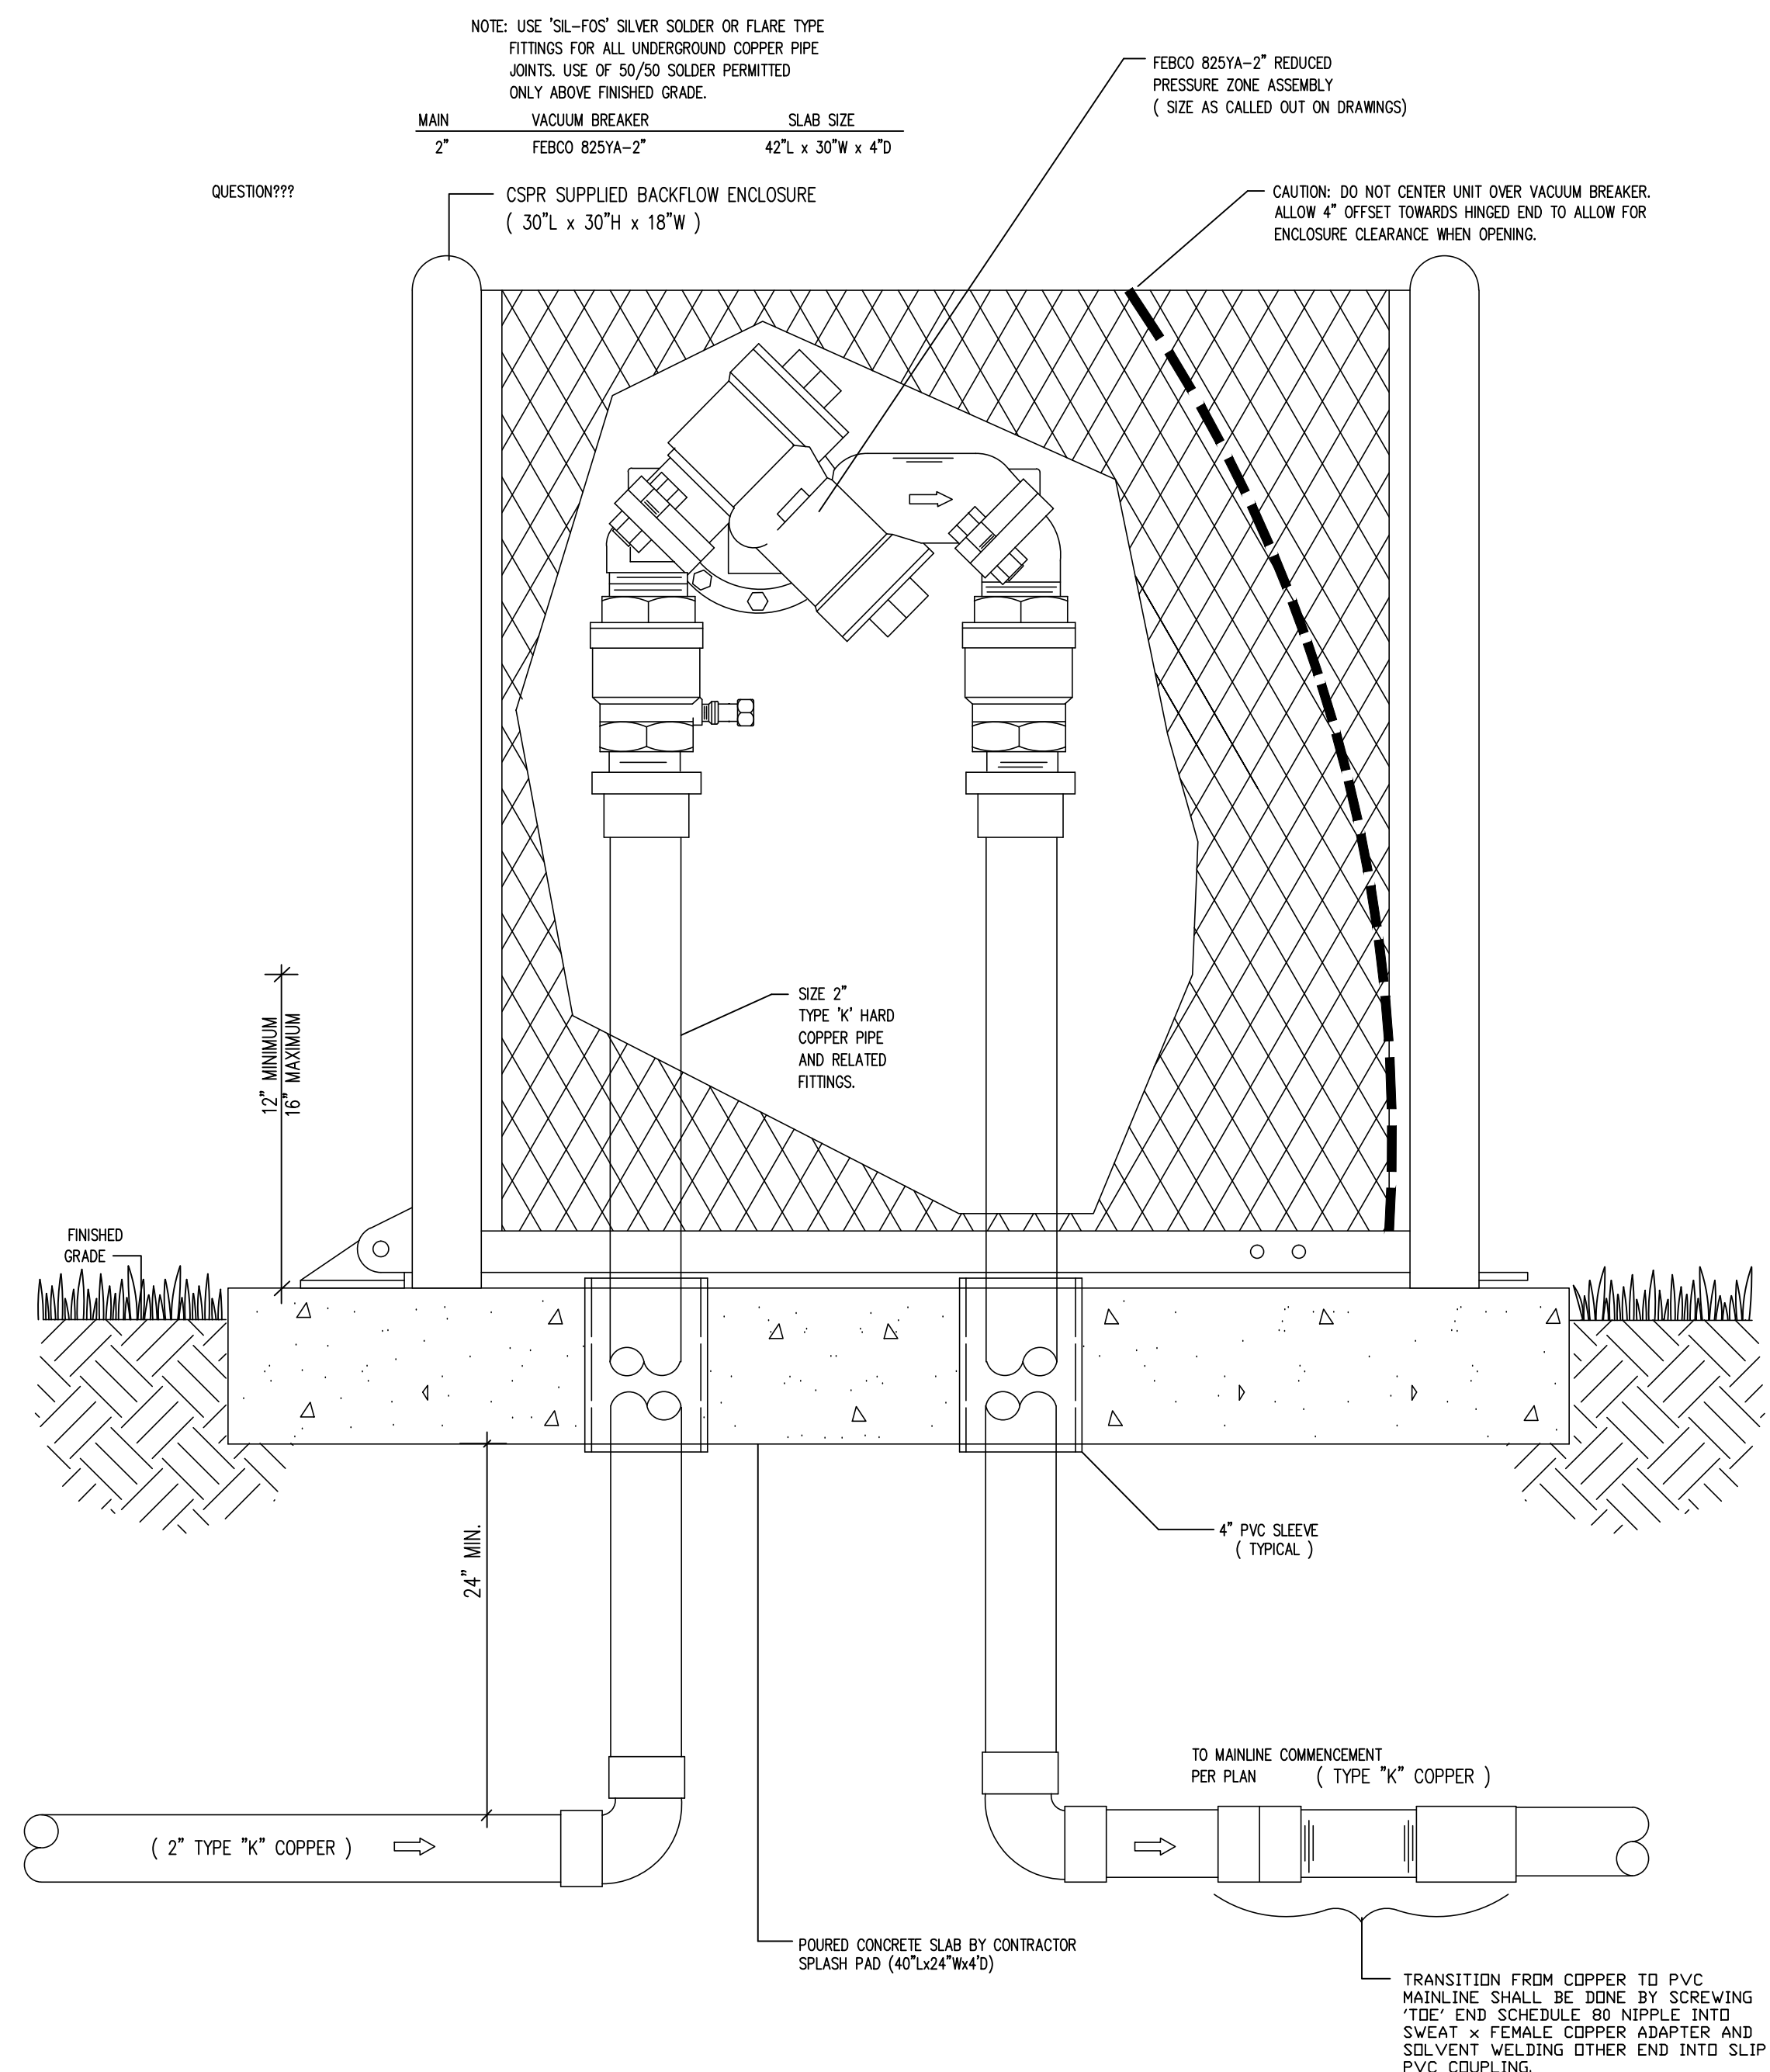 NOTE: USE 'SIL-FOS' SILVER SOLDER OR FLARE TYPE
FITTINGS FOR ALL UNDERGROUND COPPER PIPE
JOINTS. USE OF 50/50 SOLDER PERMITTED
ONLY ABOVE FINISHED GRADE.
MAIN VACUUM BREAKER SLAB SIZE
2" FEBCO 825YA-2" 42"L x 30"W x 4"D
FEBCO 825YA-2" REDUCED
PRESSURE ZONE ASSEMBLY
( SIZE AS CALLED OUT ON DRAWINGS)
QUESTION???
CSPR SUPPLIED BACKFLOW ENCLOSURE
( 30"L x 30"H x 18"W )
CAUTION: DO NOT CENTER UNIT OVER VACUUM BREAKER.
ALLOW 4" OFFSET TOWARDS HINGED END TO ALLOW FOR
ENCLOSURE CLEARANCE WHEN OPENING.
12" MINIMUM
16" MAXIMUM
SIZE 2"
TYPE 'K' HARD
COPPER PIPE
AND RELATED
FITTINGS.
FINISHED
GRADE
24" MIN.
4" PVC SLEEVE
( TYPICAL )
TO MAINLINE COMMENCEMENT
PER PLAN ( TYPE "K" COPPER )
( 2" TYPE "K" COPPER )
POURED CONCRETE SLAB BY CONTRACTOR
SPLASH PAD (40"Lx24"Wx4'D)
TRANSITION FROM COPPER TO PVC
MAINLINE SHALL BE DONE BY SCREWING
'TOE' END SCHEDULE 80 NIPPLE INTO
SWEAT x FEMALE COPPER ADAPTER AND
SOLVENT WELDING OTHER END INTO SLIP
PVC COUPLING.